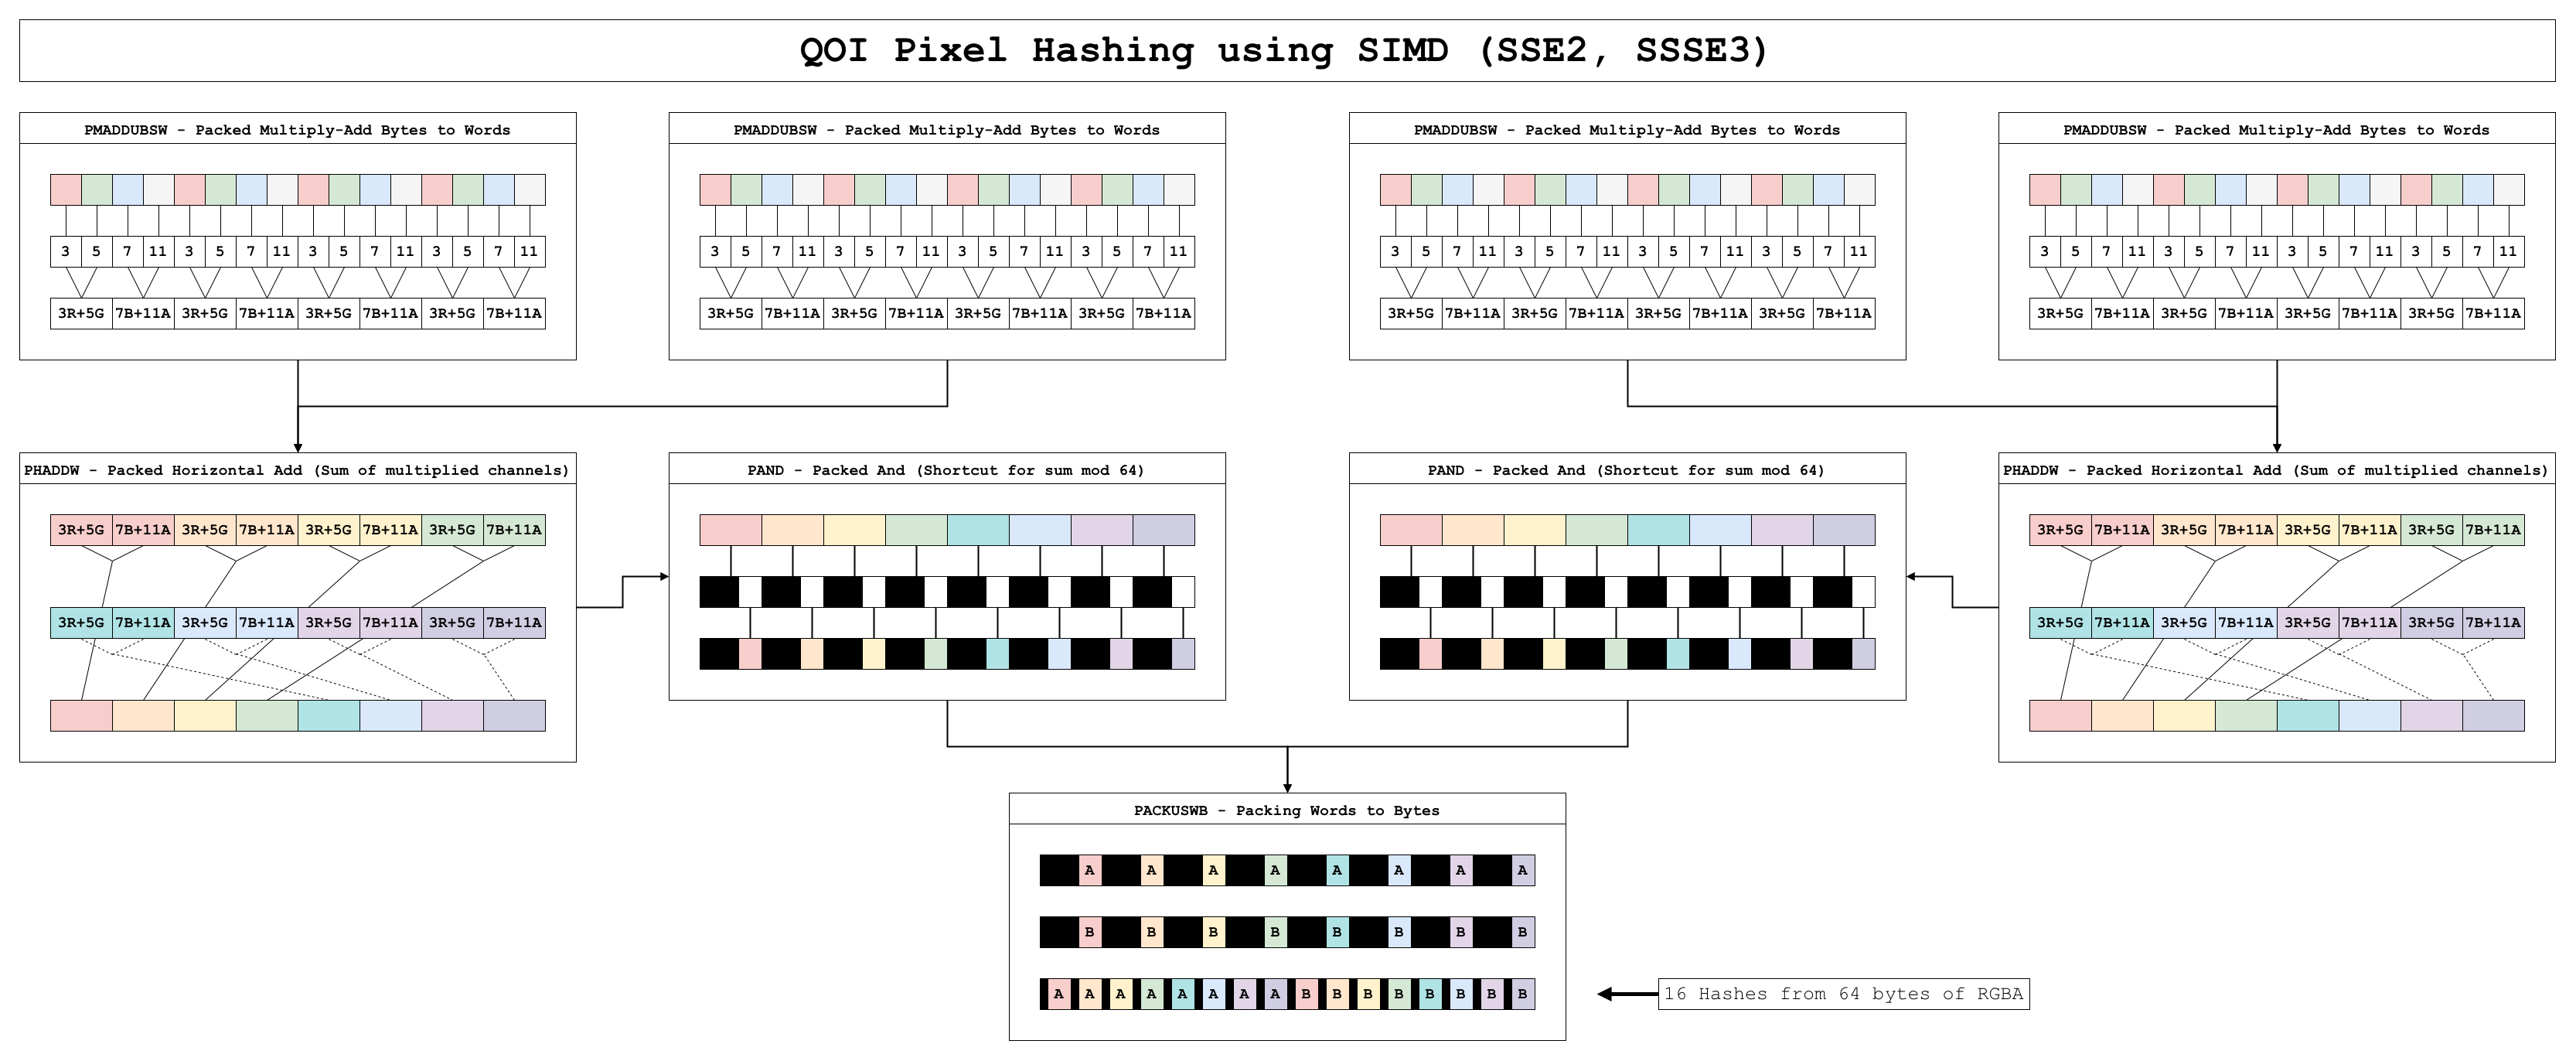 QOI Pixel Hashing using SIMD (SSE2, SSSE3)
PMADDUBSW - Packed Multiply-Add Bytes to Words
3 5 7 11 3 5 7 11 3 5 7 11 3 5 7 11
3R+5G 7B+11A 3R+5G 7B+11A 3R+5G 7B+11A 3R+5G 7B+11A
PMADDUBSW - Packed Multiply-Add Bytes to Words
3 5 7 11 3 5 7 11 3 5 7 11 3 5 7 11
3R+5G 7B+11A 3R+5G 7B+11A 3R+5G 7B+11A 3R+5G 7B+11A
PMADDUBSW - Packed Multiply-Add Bytes to Words
3 5 7 11 3 5 7 11 3 5 7 11 3 5 7 11
3R+5G 7B+11A 3R+5G 7B+11A 3R+5G 7B+11A 3R+5G 7B+11A
PMADDUBSW - Packed Multiply-Add Bytes to Words
3 5 7 11 3 5 7 11 3 5 7 11 3 5 7 11
3R+5G 7B+11A 3R+5G 7B+11A 3R+5G 7B+11A 3R+5G 7B+11A
PHADDW - Packed Horizontal Add (Sum of multiplied channels)
3R+5G 7B+11A 3R+5G 7B+11A 3R+5G 7B+11A 3R+5G 7B+11A
3R+5G 7B+11A 3R+5G 7B+11A 3R+5G 7B+11A 3R+5G 7B+11A
PAND - Packed And (Shortcut for sum mod 64)
PAND - Packed And (Shortcut for sum mod 64)
PHADDW - Packed Horizontal Add (Sum of multiplied channels)
3R+5G 7B+11A 3R+5G 7B+11A 3R+5G 7B+11A 3R+5G 7B+11A
3R+5G 7B+11A 3R+5G 7B+11A 3R+5G 7B+11A 3R+5G 7B+11A
PACKUSWB - Packing Words to Bytes
A A A A A A A A
B B B B B B B B
A A A A A A A A B B B B B B B B
16 Hashes from 64 bytes of RGBA